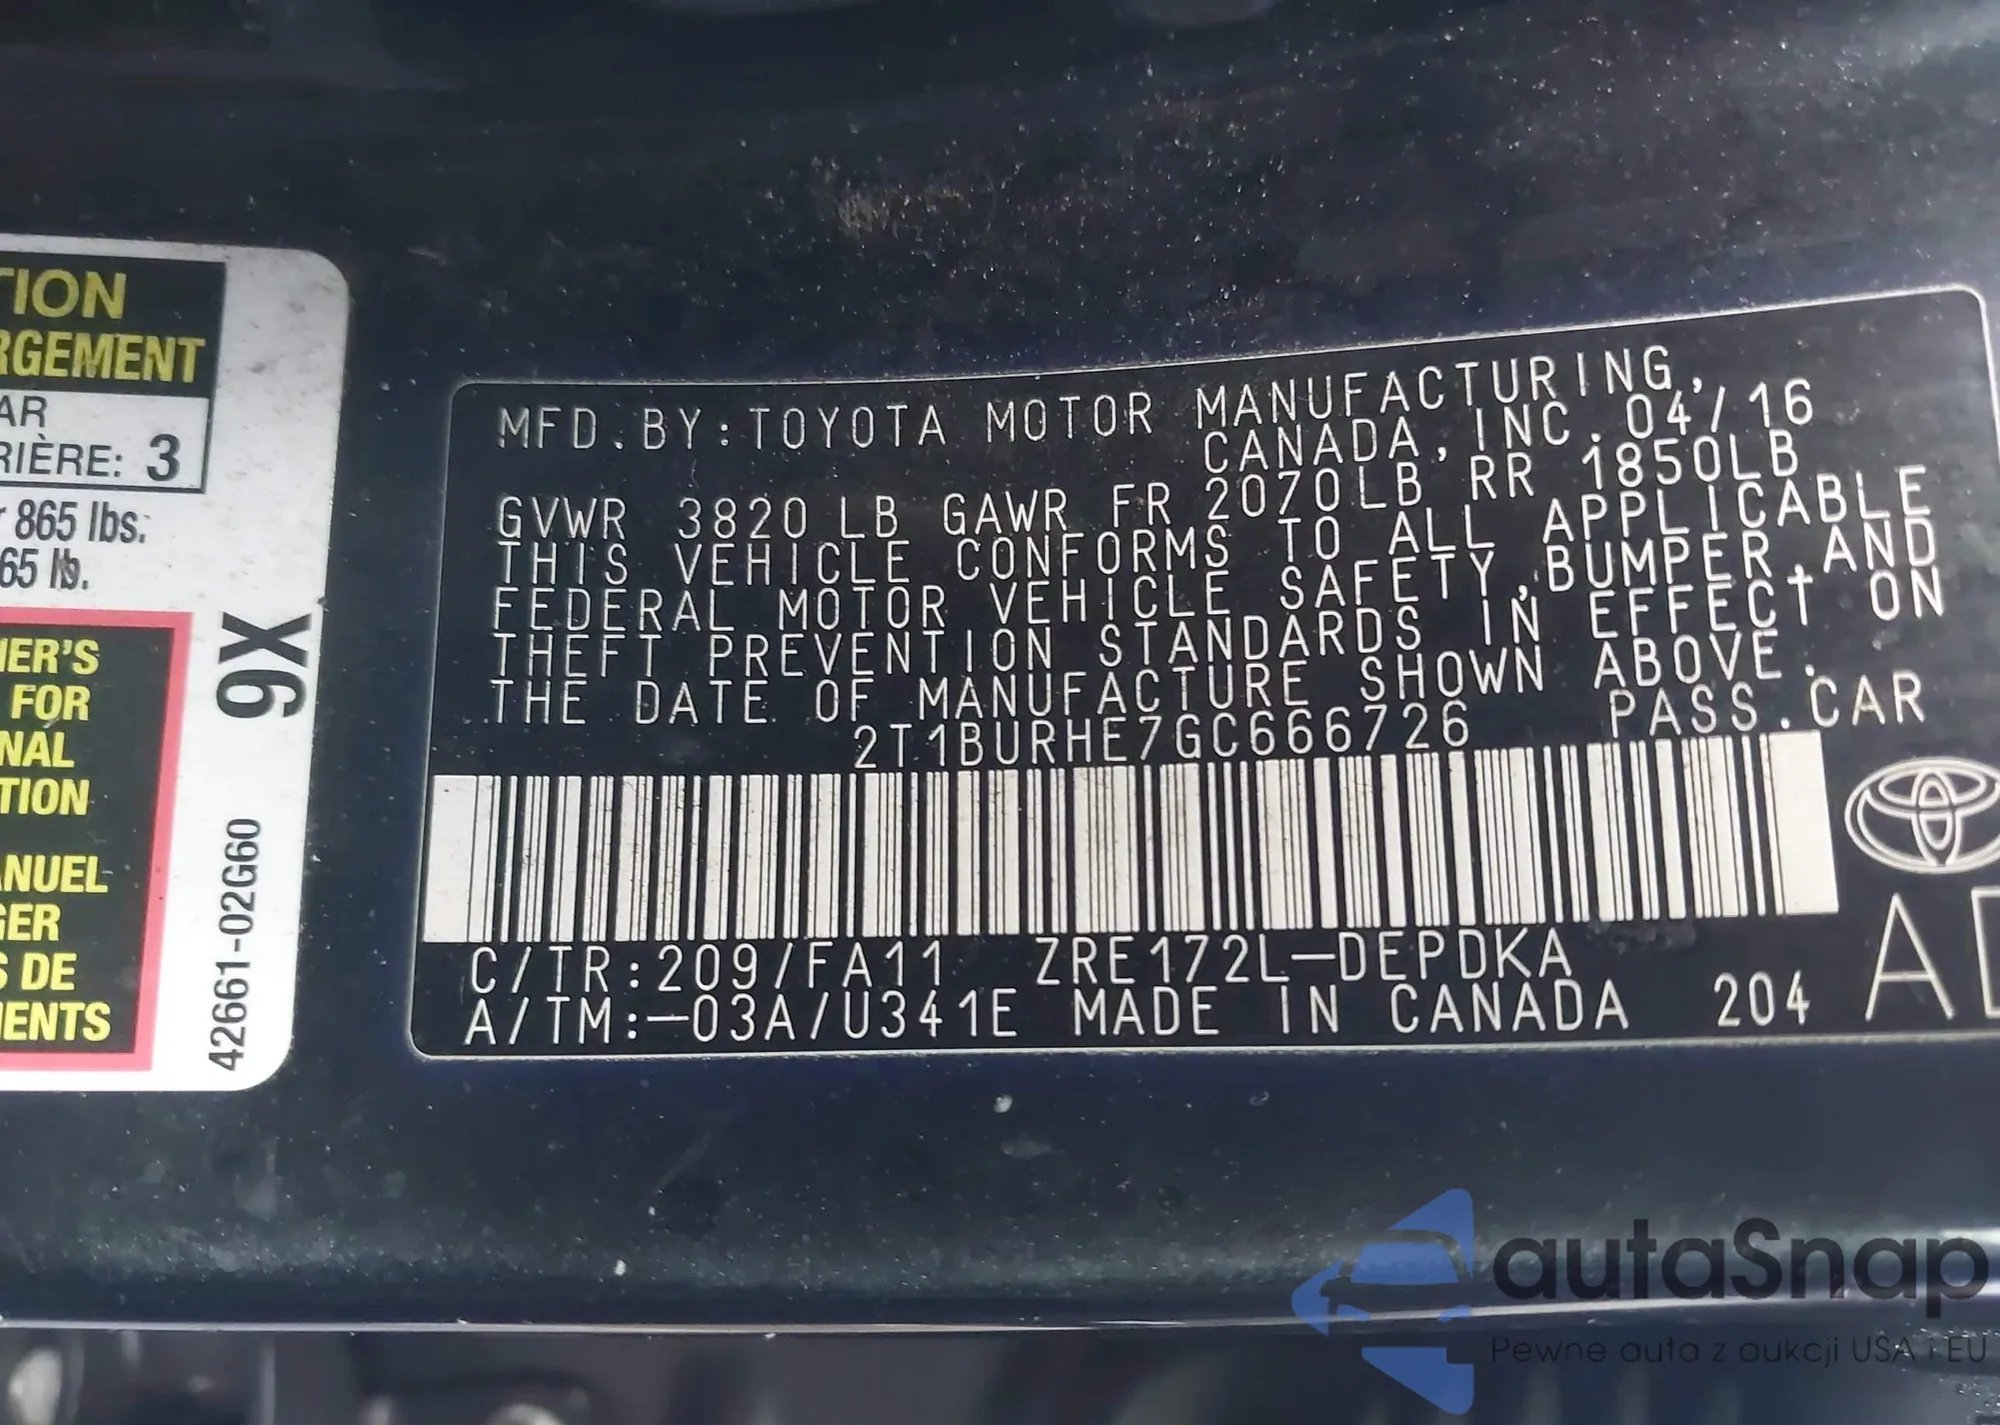 TION
RGEMENT
AR
RIÈRE: 3
865 lbs.
65 lb.
HER'S
FOR
NAL
TION
ANUEL
GER
S DE
MENTS
9X
42661-02G60
MFD.BY:TOYOTA MOTOR MANUFACTURING,
CANADA,INC.04/16
GVWR 3820 LB GAWR FR 2070LB RR 1850LB
THIS VEHICLE CONFORMS TO ALL APPLICABLE
FEDERAL MOTOR VEHICLE SAFETY,BUMPER,AND
THEFT PREVENTION STANDARDS IN EFFECT ON
THE DATE OF MANUFACTURE SHOWN ABOVE.
2T1BURHE7GC666726 PASS.CAR
C/TR:209/FA11 ZRE172L-DEPDKA
A/TM:-03A/U341E MADE IN CANADA 204
AD
autaSnap
Pewne auta z aukcji USA i EU